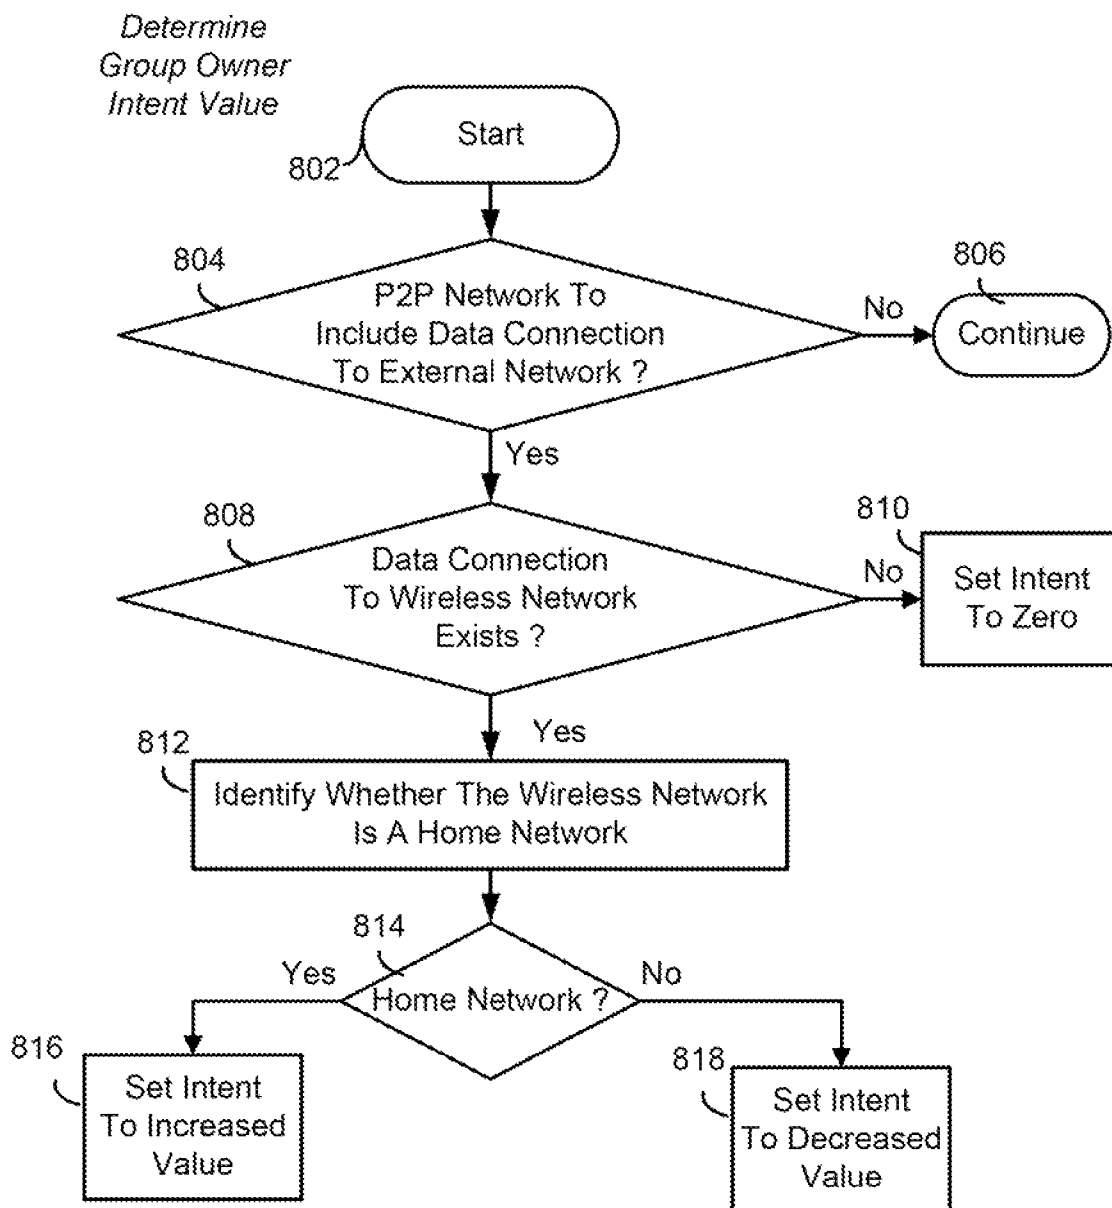 Determine
Group Owner
Intent Value
Start
802
804
P2P Network To
Include Data Connection
To External Network ?
No
806
Continue
Yes
808
Data Connection
To Wireless Network
Exists ?
No
810
Set Intent
To Zero
Yes
812
Identify Whether The Wireless Network
Is A Home Network
814
Home Network ?
Yes
No
816
Set Intent
To Increased
Value
818
Set Intent
To Decreased
Value